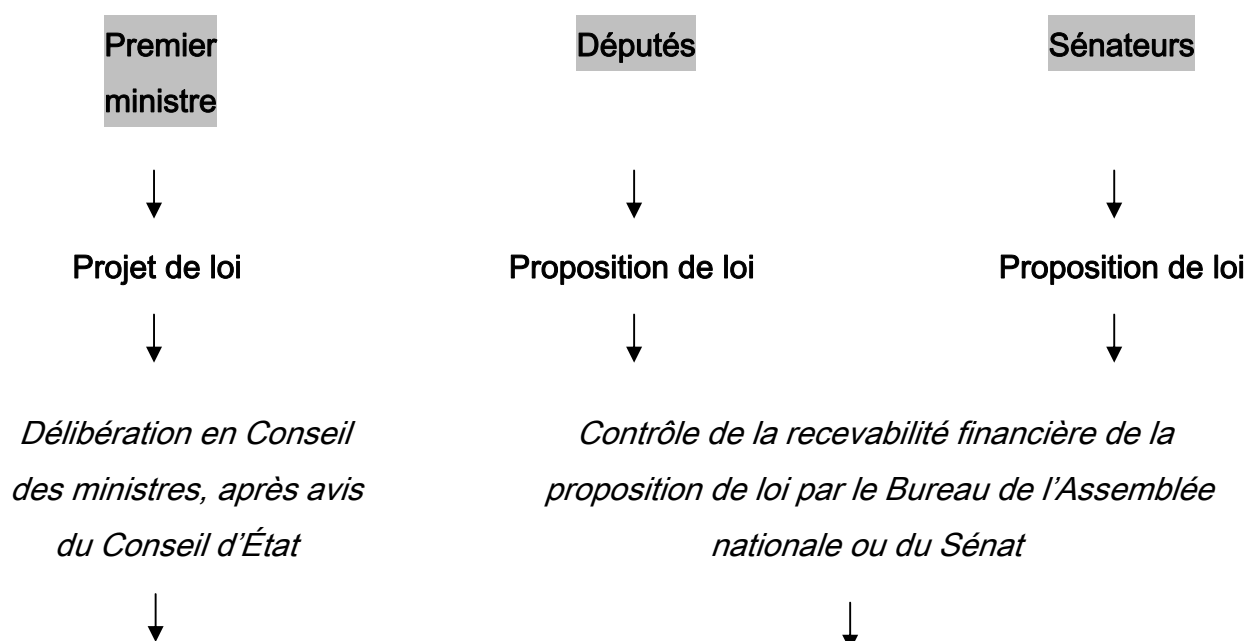 Premier
ministre
Députés
Sénateurs
Projet de loi
Proposition de loi
Proposition de loi
Délibération en Conseil
des ministres, après avis
du Conseil d’État
Contrôle de la recevabilité financière de la
proposition de loi par le Bureau de l’Assemblée
nationale ou du Sénat